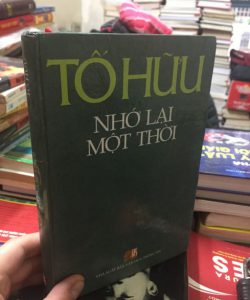 TỐ HỮU
NHỚ LẠI
MỘT THỜI